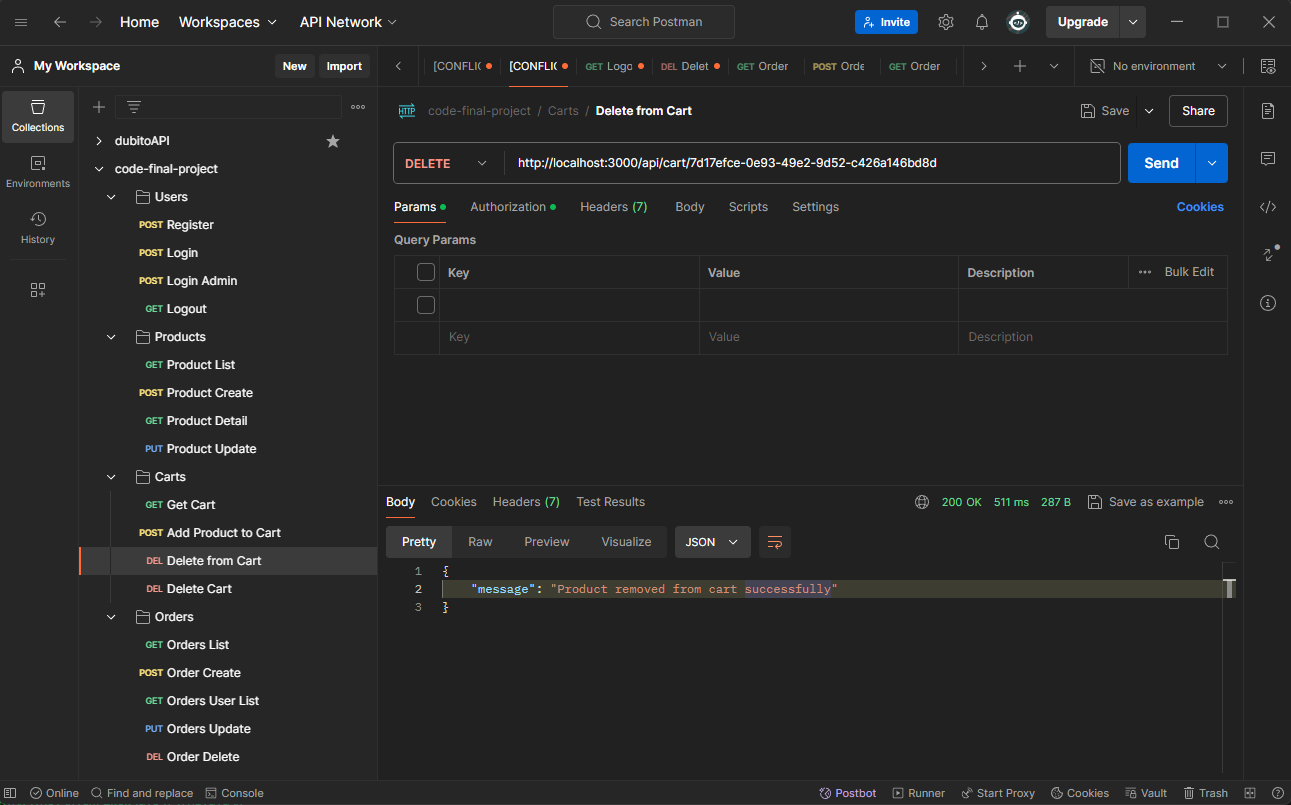 Home Workspaces API Network Search Postman Invite Upgrade
My Workspace New Import [CONFLIC [CONFLIC GET Logo DEL Delet GET Order POST Orde GET Order No environment
Collections
Environments
History
dubitoAPI
code-final-project
Users
POST Register
POST Login
POST Login Admin
GET Logout
Products
GET Product List
POST Product Create
GET Product Detail
PUT Product Update
Carts
GET Get Cart
POST Add Product to Cart
DEL Delete from Cart
DEL Delete Cart
Orders
GET Orders List
POST Order Create
GET Orders User List
PUT Orders Update
DEL Order Delete
HTTP code-final-project / Carts / Delete from Cart Save Share
DELETE http://localhost:3000/api/cart/7d17efce-0e93-49e2-9d52-c426a146bd8d Send
Params Authorization Headers (7) Body Scripts Settings Cookies
Query Params
Key Value Description Bulk Edit
Key Value Description
Body Cookies Headers (7) Test Results 200 OK 511 ms 287 B Save as example
Pretty Raw Preview Visualize JSON
1 {
2 "message": "Product removed from cart successfully"
3 }
Online Find and replace Console Postbot Runner Start Proxy Cookies Vault Trash